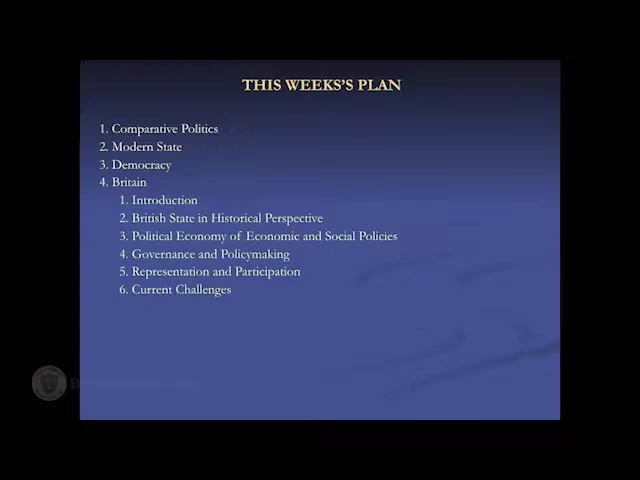 THIS WEEKS'S PLAN
1. Comparative Politics
2. Modern State
3. Democracy
4. Britain
1. Introduction
2. British State in Historical Perspective
3. Political Economy of Economic and Social Policies
4. Governance and Policymaking
5. Representation and Participation
6. Current Challenges